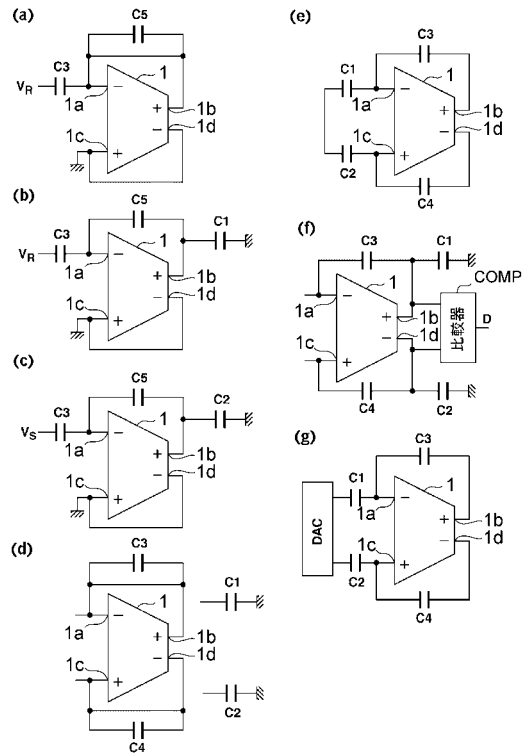 (a)
C5
C3
1
VR
1a
−
+
1b
−
1d
1c
+
(b)
C5
C1
C3
1
VR
1a
−
+
1b
−
1d
1c
+
(c)
C5
C2
C3
1
VS
1a
−
+
1b
−
1d
1c
+
(d)
C3
C1
1
1a
−
+
1b
−
1d
1c
+
C2
C4
(e)
C3
C1
1
1a
−
+
1b
−
1d
1c
+
C2
C4
(f)
C3
C1
1
COMP
1a
−
+
1b
−
1d
比較器
D
1c
+
C4
C2
(g)
C3
C1
1
1a
−
DAC
+
1b
−
1d
1c
+
C2
C4